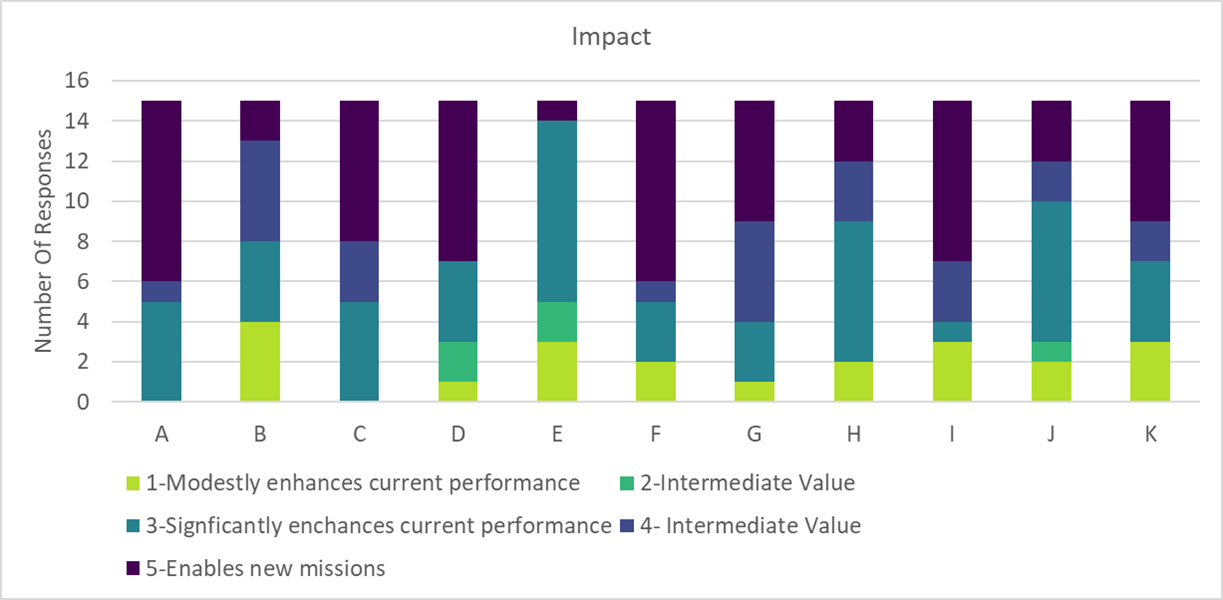 Impact
Number Of Responses
16
14
12
10
8
6
4
2
0
A B C D E F G H I J K
1-Modestly enhances current performance 2-Intermediate Value
3-Signficantly enchances current performance 4- Intermediate Value
5-Enables new missions